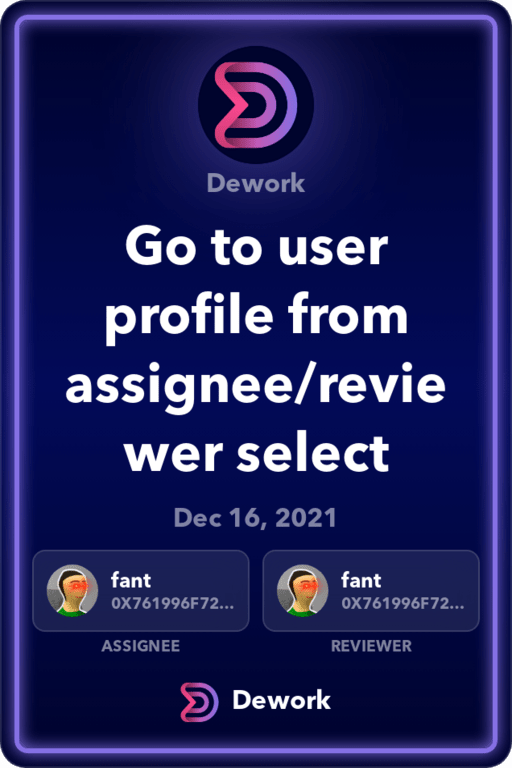 Dework
Go to user
profile from
assignee/revie
wer select
Dec 16, 2021
fant
0X761996F72...
ASSIGNEE
fant
0X761996F72...
REVIEWER
Dework